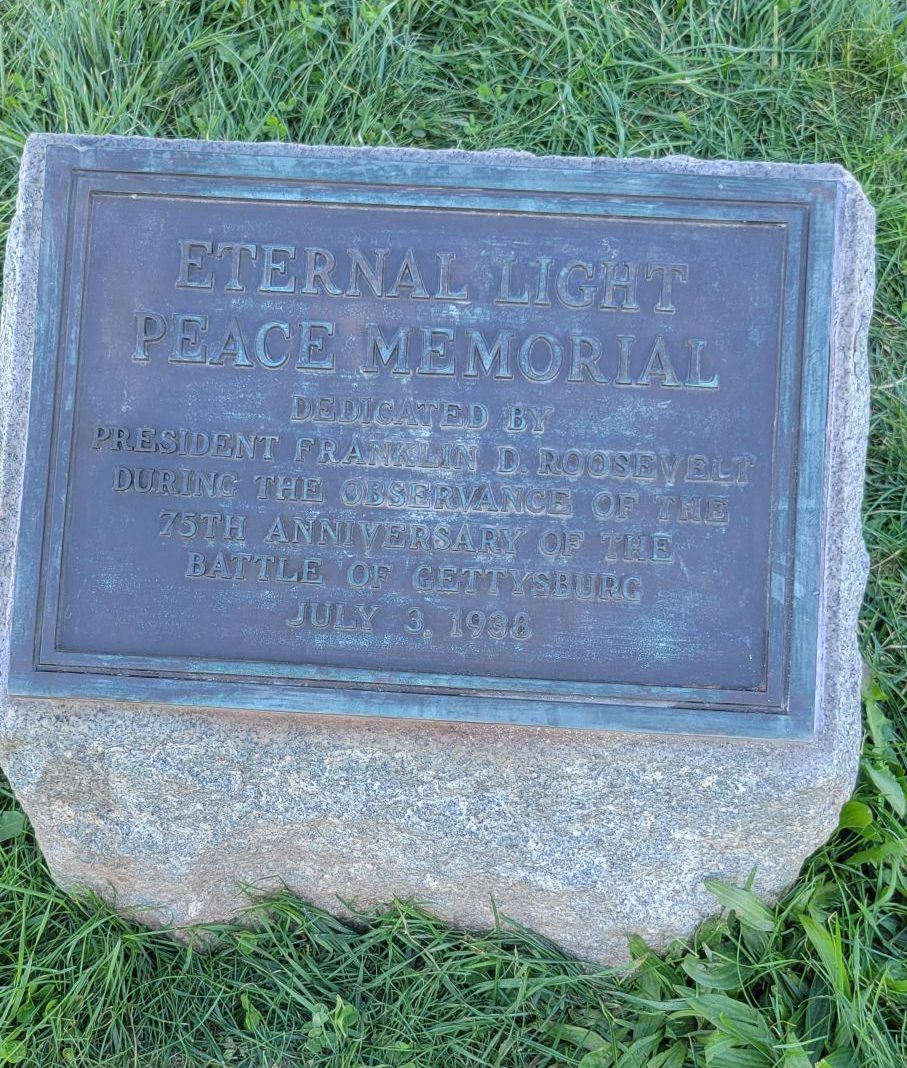 ETERNAL LIGHT
PEACE MEMORIAL
DEDICATED BY
PRESIDENT FRANKLIN D. ROOSEVELT
DURING THE OBSERVANCE OF THE
75TH ANNIVERSARY OF THE
BATTLE OF GETTYSBURG
JULY 3, 1938